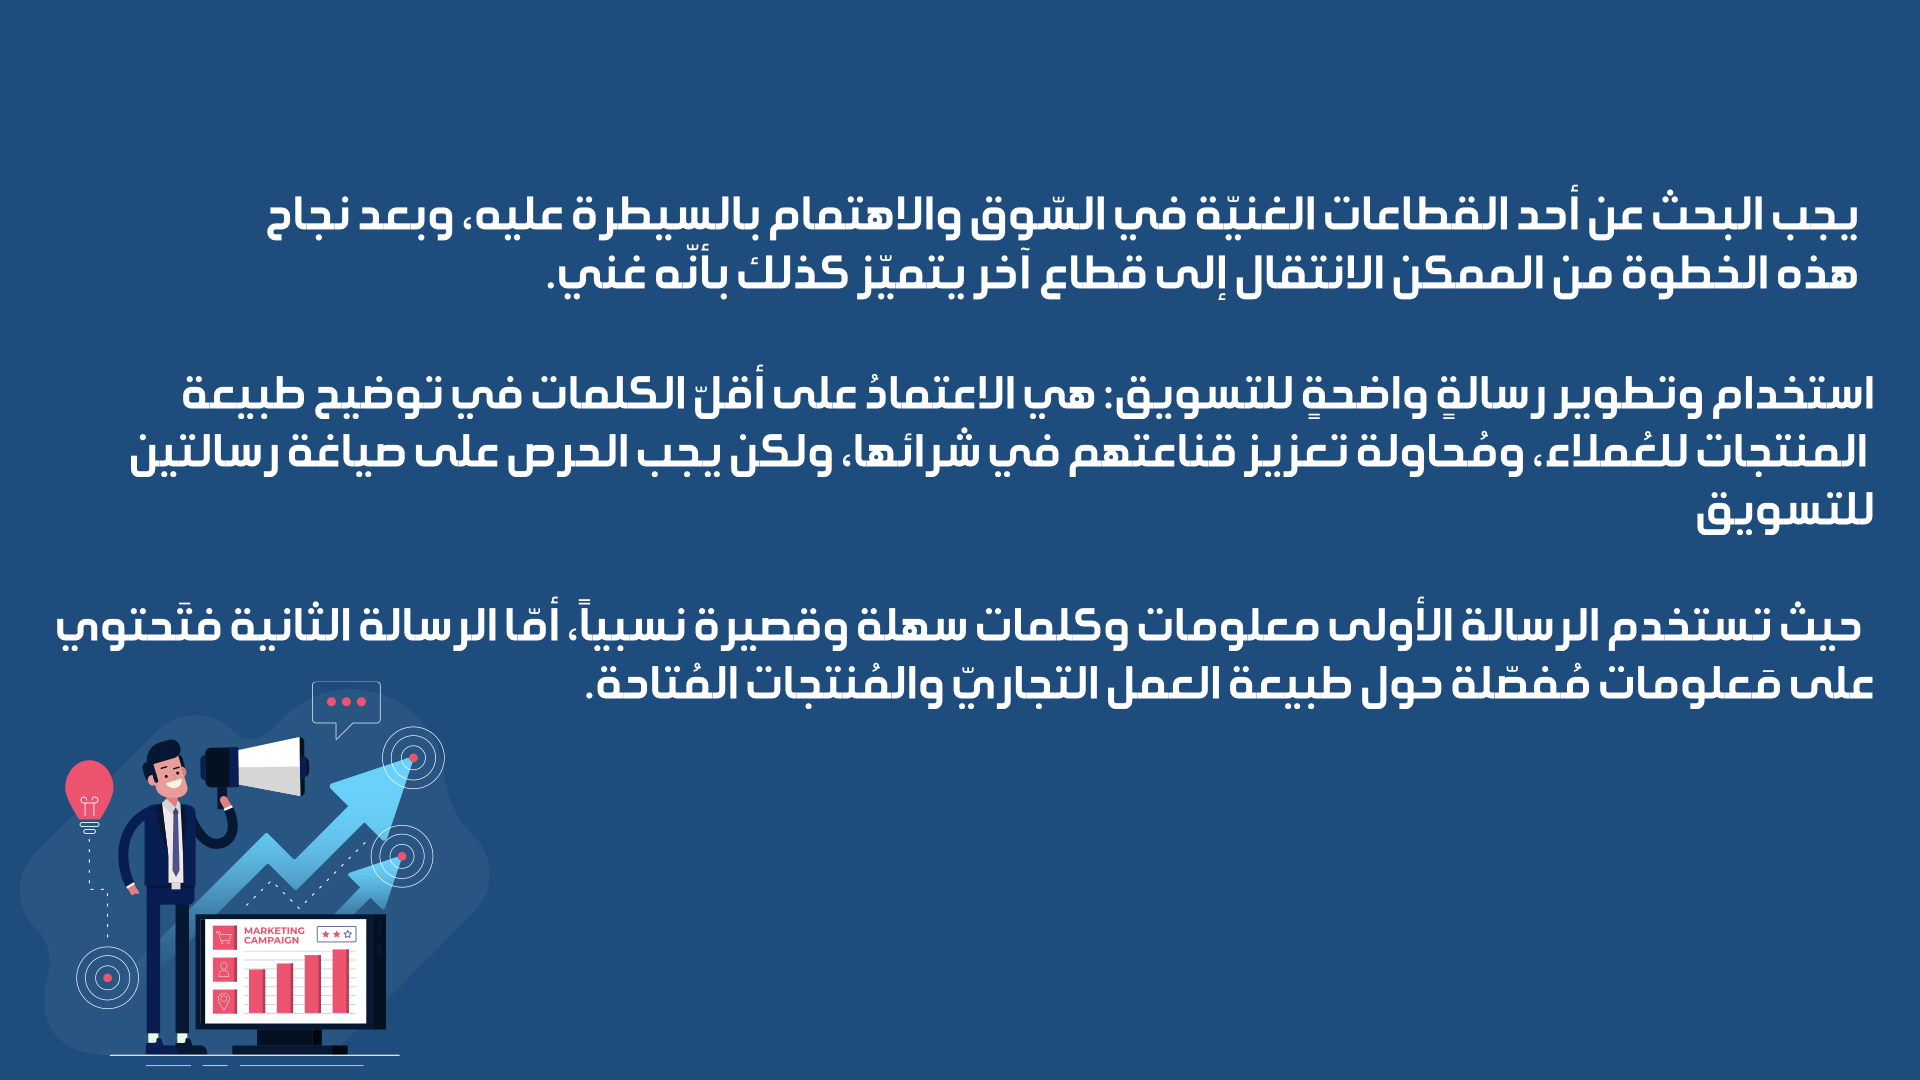 يجب البحث عن أحد القطاعات الغنيّة في السّوق والاهتمام بالسيطرة عليه، وبعد نجاح
هذه الخطوة من الممكن الانتقال إلى قطاع آخر يتميّز كذلك بأنّه غني.
استخدام وتطوير رسالةٍ واضحةٍ للتسويق: هي الاعتمادُ على أقلّ الكلمات في توضيح طبيعة
المنتجات للعُملاء، ومُحاولة تعزيز قناعتهم في شرائها، ولكن يجب الحرص على صياغة رسالتين
للتسويق
حيث تستخدم الرسالة الأولى معلومات وكلمات سهلة وقصيرة نسبياً، أمّا الرسالة الثانية فتَحتوي
على مَعلومات مُفصّلة حول طبيعة العمل التجاريّ والمُنتجات المُتاحة.
MARKETING
CAMPAIGN